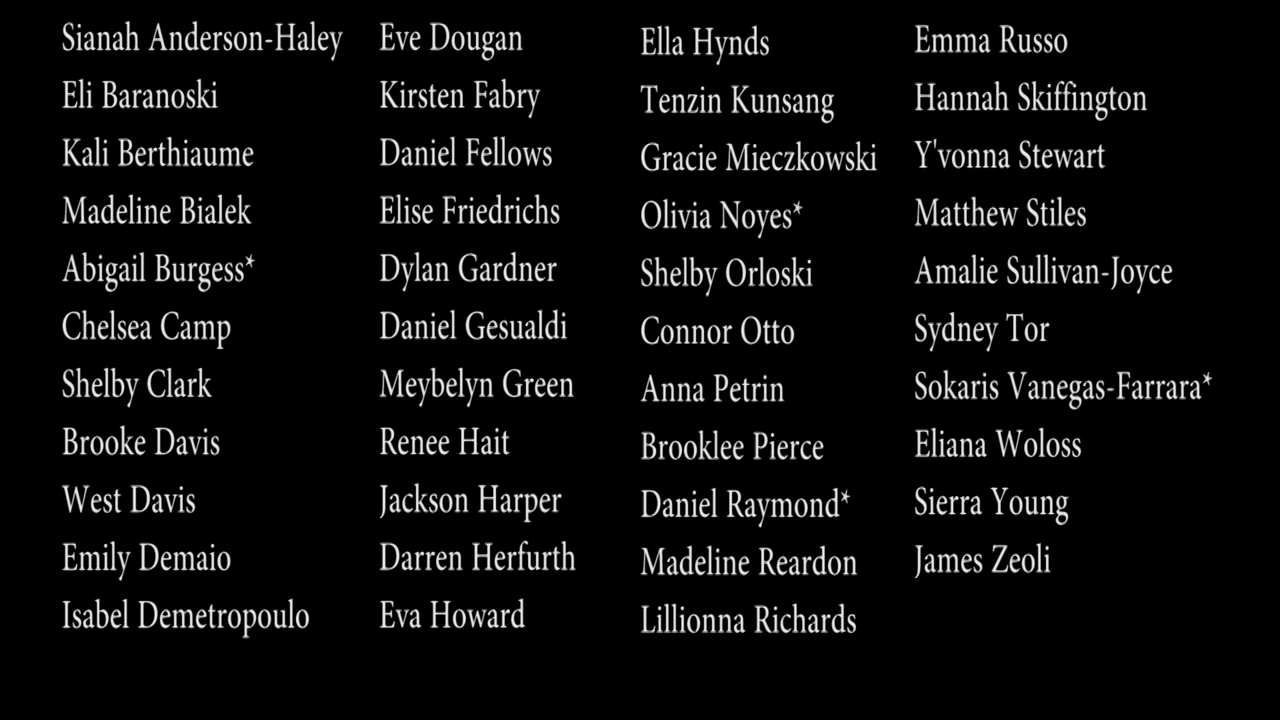 Sianah Anderson-Haley
Eli Baranoski
Kali Berthiaume
Madeline Bialek
Abigail Burgess*
Chelsea Camp
Shelby Clark
Brooke Davis
West Davis
Emily Demaio
Isabel Demetropoulo
Eve Dougan
Kirsten Fabry
Daniel Fellows
Elise Friedrichs
Dylan Gardner
Daniel Gesualdi
Meybelyn Green
Renee Hait
Jackson Harper
Darren Herfurth
Eva Howard
Ella Hynds
Tenzin Kunsang
Gracie Mieczkowski
Olivia Noyes*
Shelby Orloski
Connor Otto
Anna Petrin
Brooklee Pierce
Daniel Raymond*
Madeline Reardon
Lillionna Richards
Emma Russo
Hannah Skiffington
Y'vonna Stewart
Matthew Stiles
Amalie Sullivan-Joyce
Sydney Tor
Sokaris Vanegas-Farrara*
Eliana Woloss
Sierra Young
James Zeoli